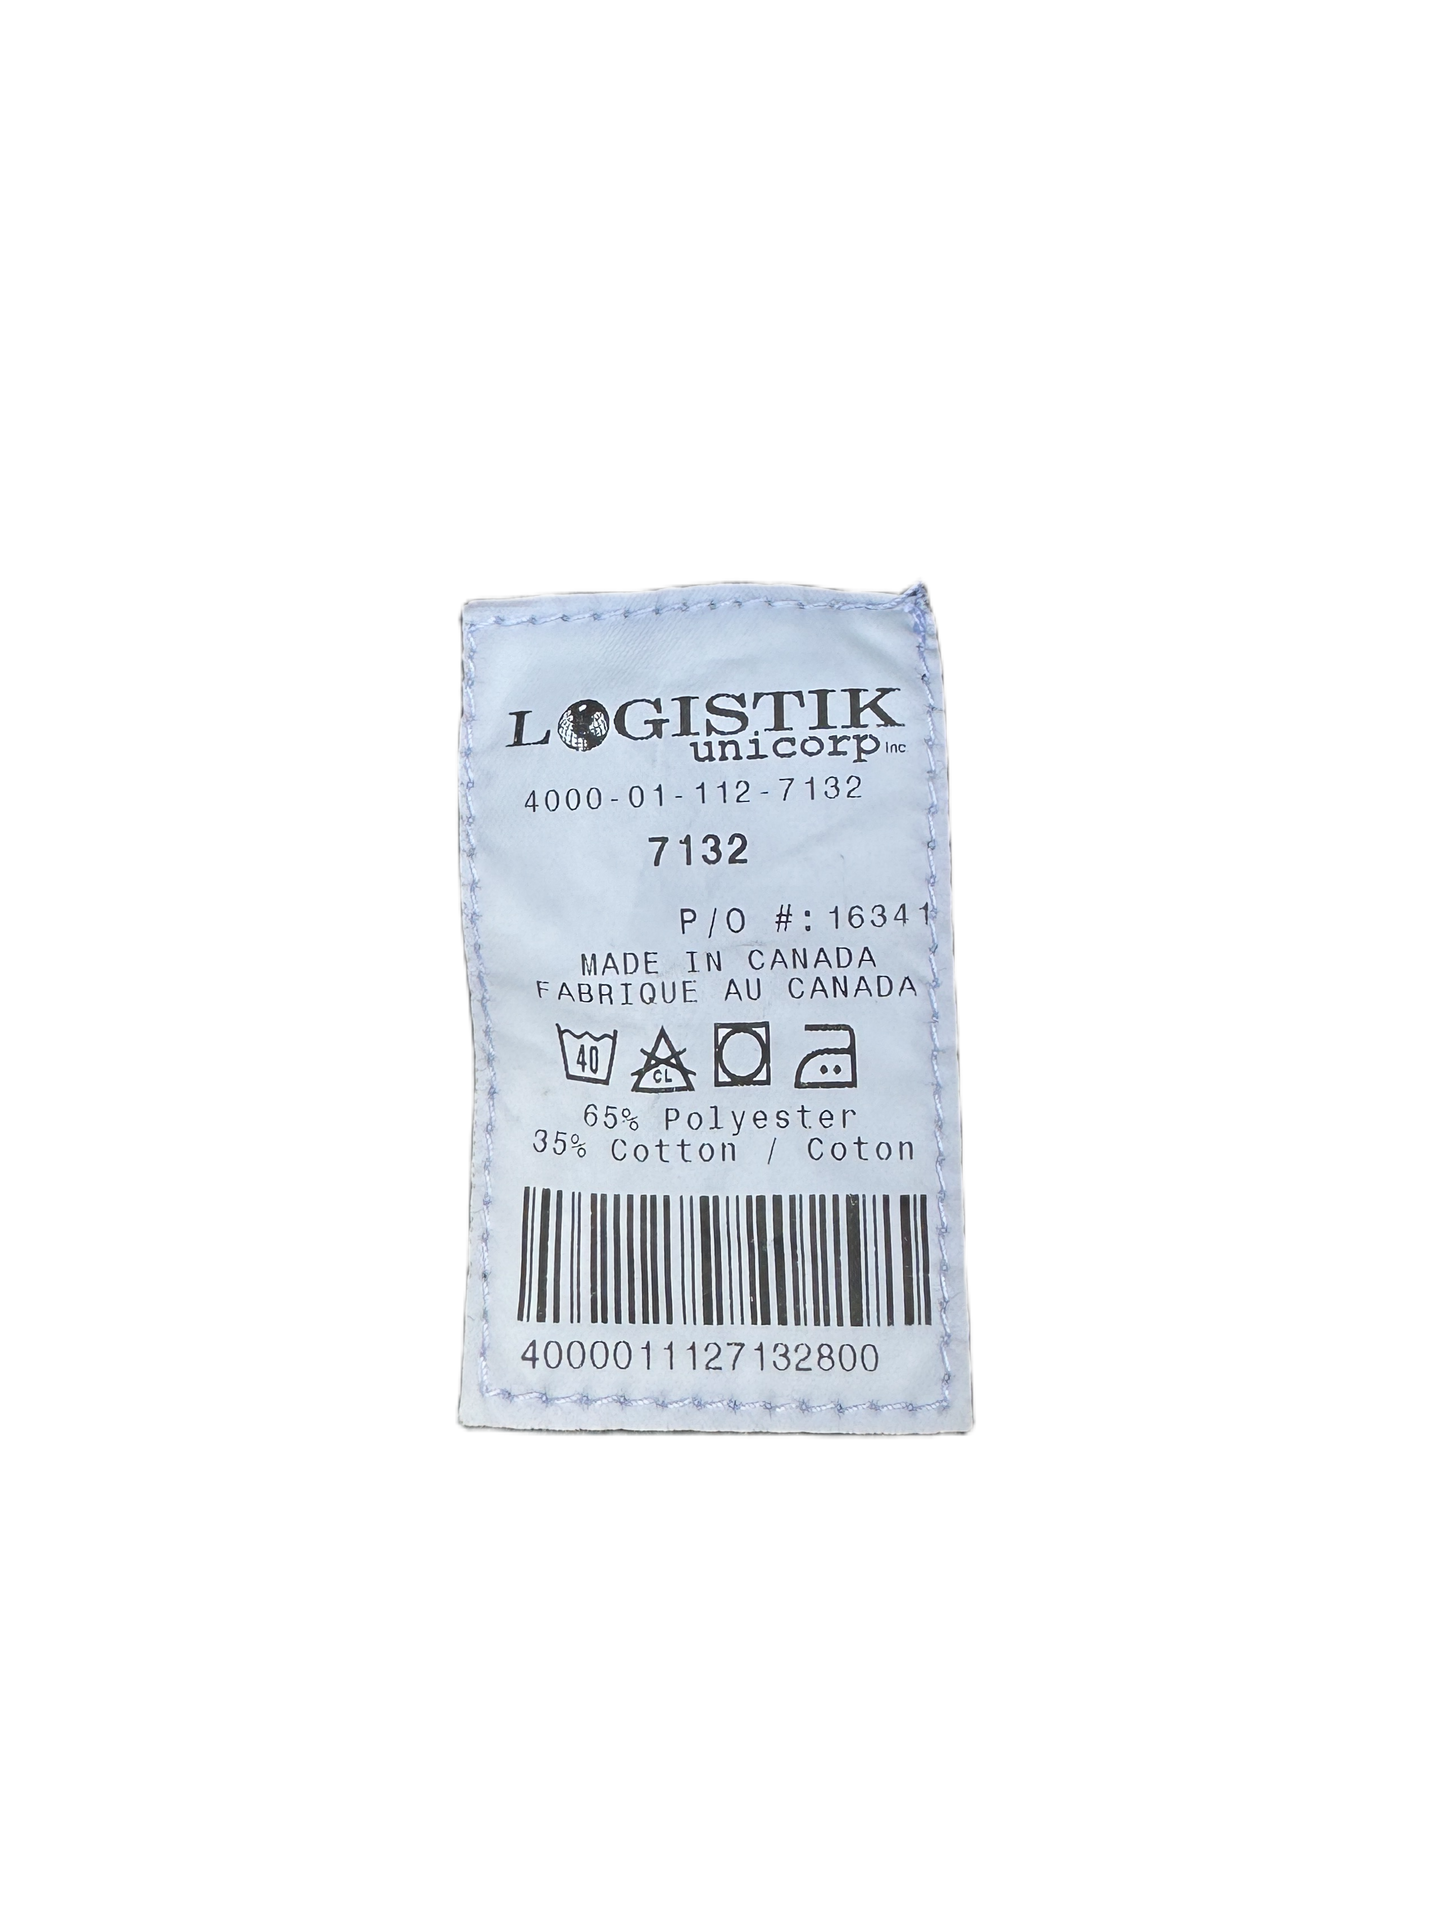 LOGISTIK
unicorp Inc
4000-01-112-7132
7132
P/O #: 16341
MADE IN CANADA
FABRIQUE AU CANADA
40 CL
65% Polyester
35% Cotton / Coton
4000011127132800